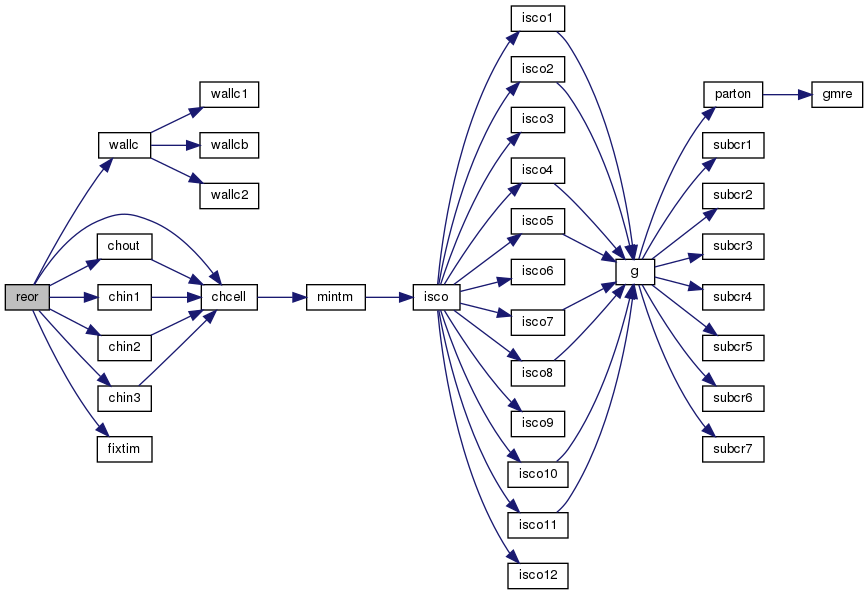 reor
wallc
chout
chin1
chin2
chin3
fixtim
wallc1
wallcb
wallc2
chcell
mintm
isco
isco1
isco2
isco3
isco4
isco5
isco6
isco7
isco8
isco9
isco10
isco11
isco12
g
parton
subcr1
subcr2
subcr3
subcr4
subcr5
subcr6
subcr7
gmre